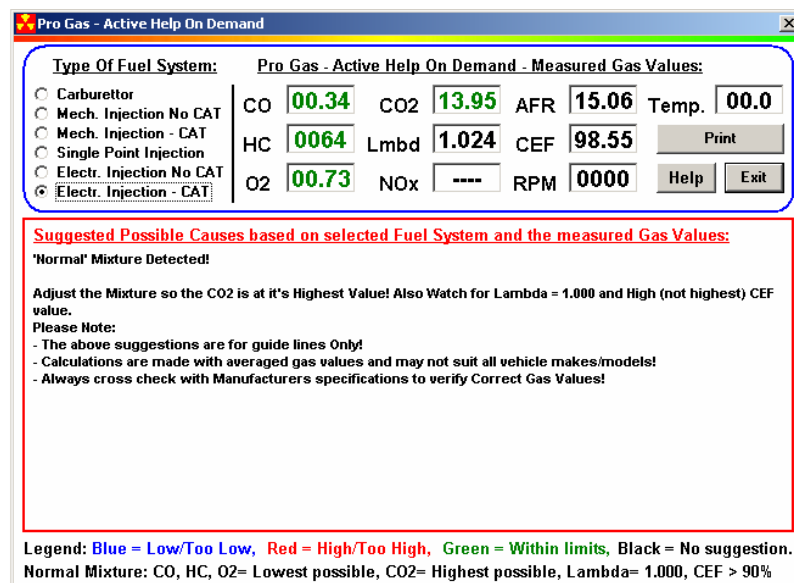 Pro Gas - Active Help On Demand
Type Of Fuel System:
Pro Gas - Active Help On Demand - Measured Gas Values:
Carburettor
Mech. Injection No CAT
Mech. Injection - CAT
Single Point Injection
Electr. Injection No CAT
Electr. Injection - CAT
CO 00.34 CO2 13.95 AFR 15.06 Temp. 00.0
HC 0064 Lmbd 1.024 CEF 98.55 Print
O2 00.73 NOx ---- RPM 0000 Help Exit
Suggested Possible Causes based on selected Fuel System and the measured Gas Values:
'Normal' Mixture Detected!
Adjust the Mixture so the CO2 is at it's Highest Value! Also Watch for Lambda = 1.000 and High (not highest) CEF
value.
Please Note:
- The above suggestions are for guide lines Only!
- Calculations are made with averaged gas values and may not suit all vehicle makes/models!
- Always cross check with Manufacturers specifications to verify Correct Gas Values!
Legend: Blue = Low/Too Low, Red = High/Too High, Green = Within limits, Black = No suggestion.
Normal Mixture: CO, HC, O2= Lowest possible, CO2= Highest possible, Lambda= 1.000, CEF > 90%